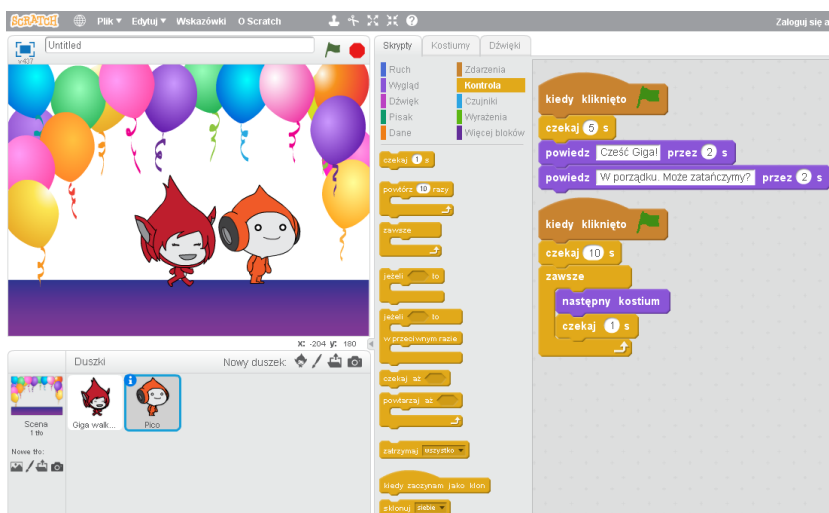 SCRATCH Plik ▼ Edytuj ▼ Wskazówki O Scratch Zaloguj się a
Untitled
v437
Skrypty Kostiumy Dźwięki
Ruch Zdarzenia
Wygląd Kontrola
Dźwięk Czujniki
Pisak Wyrażenia
Dane Więcej bloków
czekaj 1 s
powtórz 10 razy
zawsze
jeżeli to
jeżeli to
w przeciwnym razie
czekaj aż
powtarzaj aż
zatrzymaj wszystko
kiedy zaczynam jako klon
sklonuj siebie
kiedy kliknięto
czekaj 5 s
powiedz Cześć Giga! przez 2 s
powiedz W porządku. Może zatańczymy? przez 2 s
kiedy kliknięto
czekaj 10 s
zawsze
następny kostium
czekaj 1 s
x: -204 y: 180
Duszki Nowy duszek:
Scena
1 tło
Nowe tło:
Giga walk...
Pico